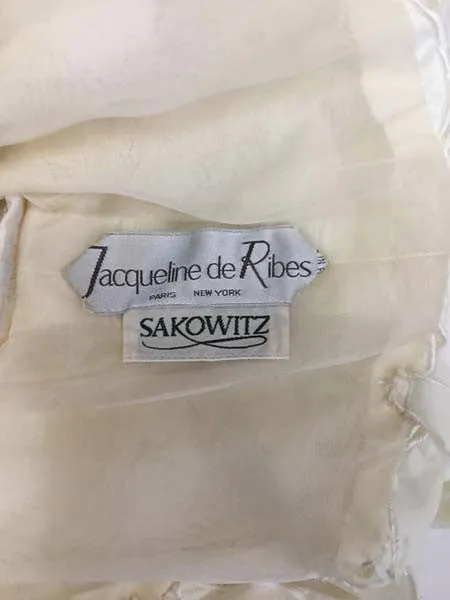 Jacqueline de Ribes
PARIS NEW YORK
SAKOWITZ